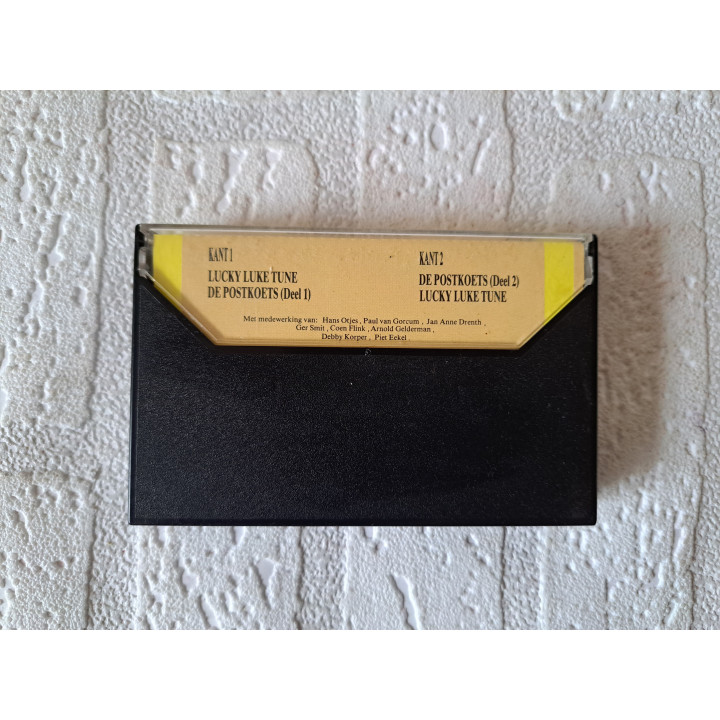 KANT 1
LUCKY LUKE TUNE
DE POSTKOETS (Deel 1)
KANT 2
DE POSTKOETS (Deel 2)
LUCKY LUKE TUNE
Met medewerking van: Hans Otjes, Paul van Gorcum, Jan Anne Drenth,
Ger Smit, Coen Flink, Arnold Gelderman,
Debby Korper, Piet Eckel